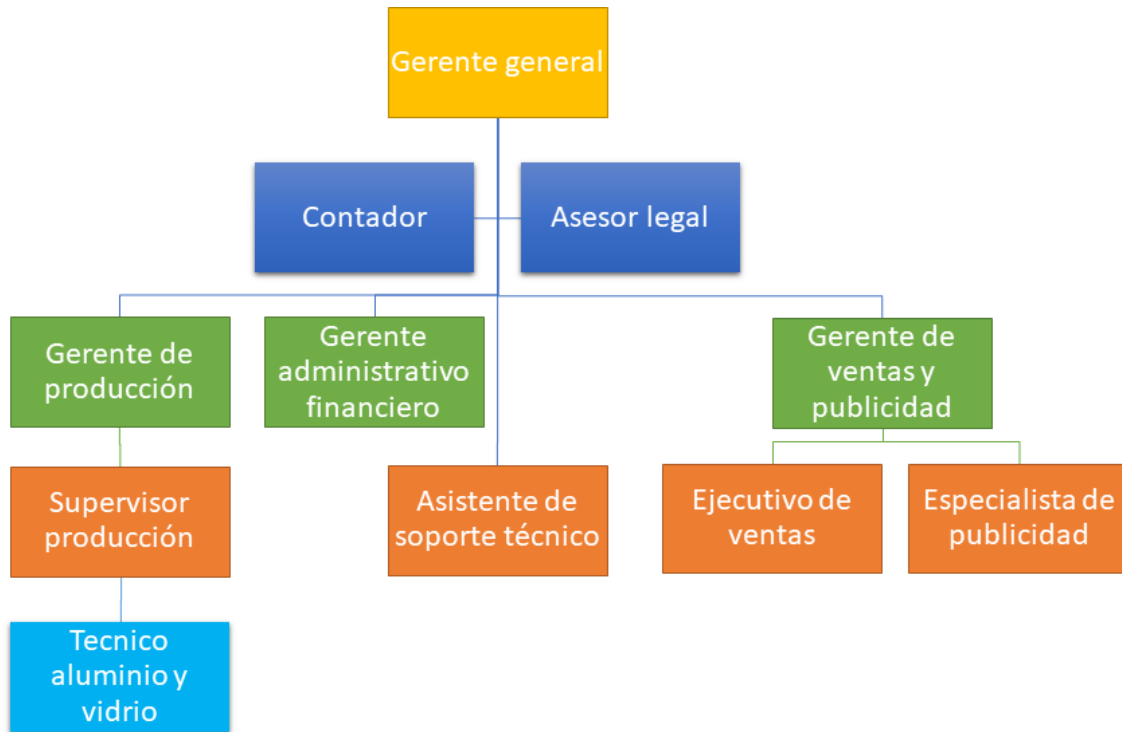 Gerente general
Contador
Asesor legal
Gerente de
producción
Gerente
administrativo
financiero
Gerente de
ventas y
publicidad
Supervisor
producción
Asistente de
soporte técnico
Ejecutivo de
ventas
Especialista de
publicidad
Tecnico
aluminio y
vidrio